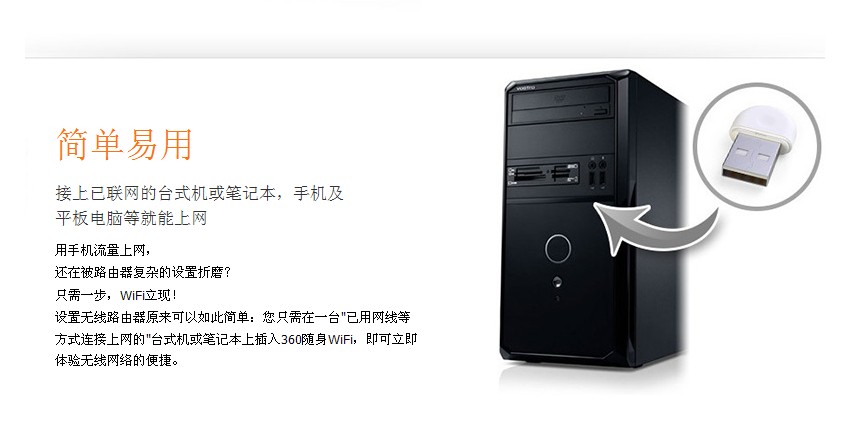 简单易用
接上已联网的台式机或笔记本，手机及
平板电脑等就能上网
用手机流量上网，
还在被路由器复杂的设置折磨？
只需一步，WiFi立现！
设置无线路由器原来可以如此简单：您只需在一台"已用网线等
方式连接上网的"台式机或笔记本上插入360随身WiFi，即可立即
体验无线网络的便捷。